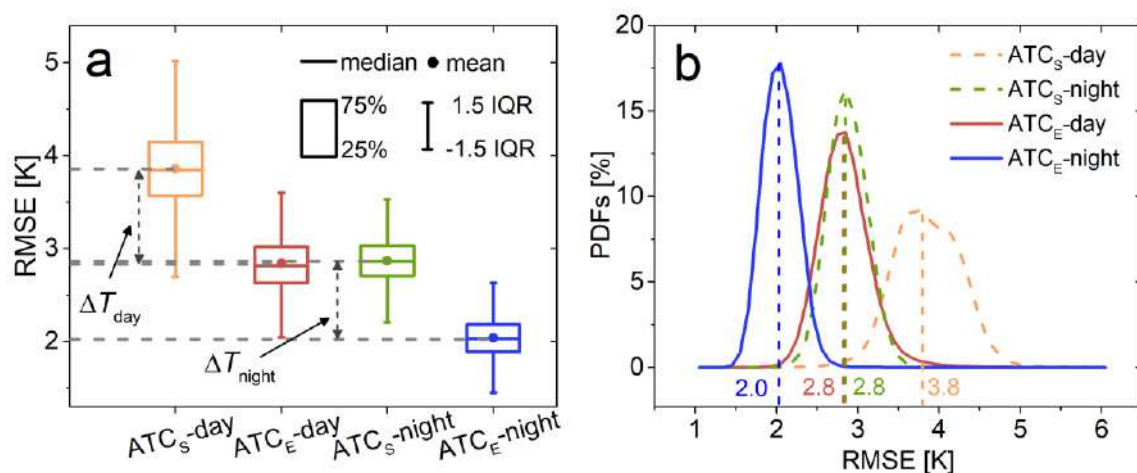 a
median mean
75% 1.5 IQR
25% -1.5 IQR
RMSE [K]
5
4
3
2
ΔT_day
ΔT_night
ATC_S-day ATC_E-day ATC_S-night ATC_E-night
b
ATC_S-day
ATC_S-night
ATC_E-day
ATC_E-night
PDFs [%]
20
15
10
5
0
2.0 2.8 2.8 3.8
1 2 3 4 5 6
RMSE [K]